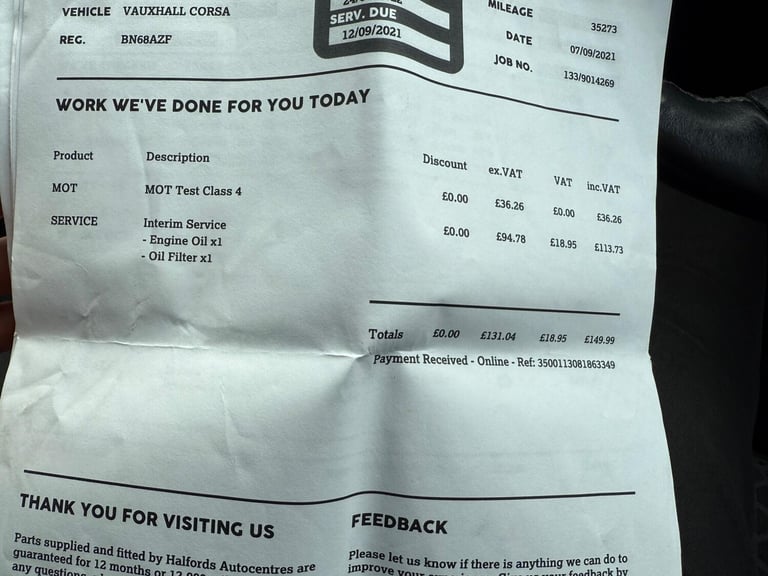 VEHICLE VAUXHALL CORSA
REG. BN68AZF
SERV. DUE
12/09/2021
MILEAGE 35273
DATE 07/09/2021
JOB NO. 133/9014269
WORK WE'VE DONE FOR YOU TODAY
Product Description Discount ex.VAT VAT inc.VAT
MOT MOT Test Class 4 £0.00 £36.26 £0.00 £36.26
SERVICE Interim Service £0.00 £94.78 £18.95 £113.73
- Engine Oil x1
- Oil Filter x1
Totals £0.00 £131.04 £18.95 £149.99
Payment Received - Online - Ref: 3500113081863349
THANK YOU FOR VISITING US
Parts supplied and fitted by Halfords Autocentres are
guaranteed for 12 months or
any
FEEDBACK
Please let us know if there is anything we can do to
improve your feedback by